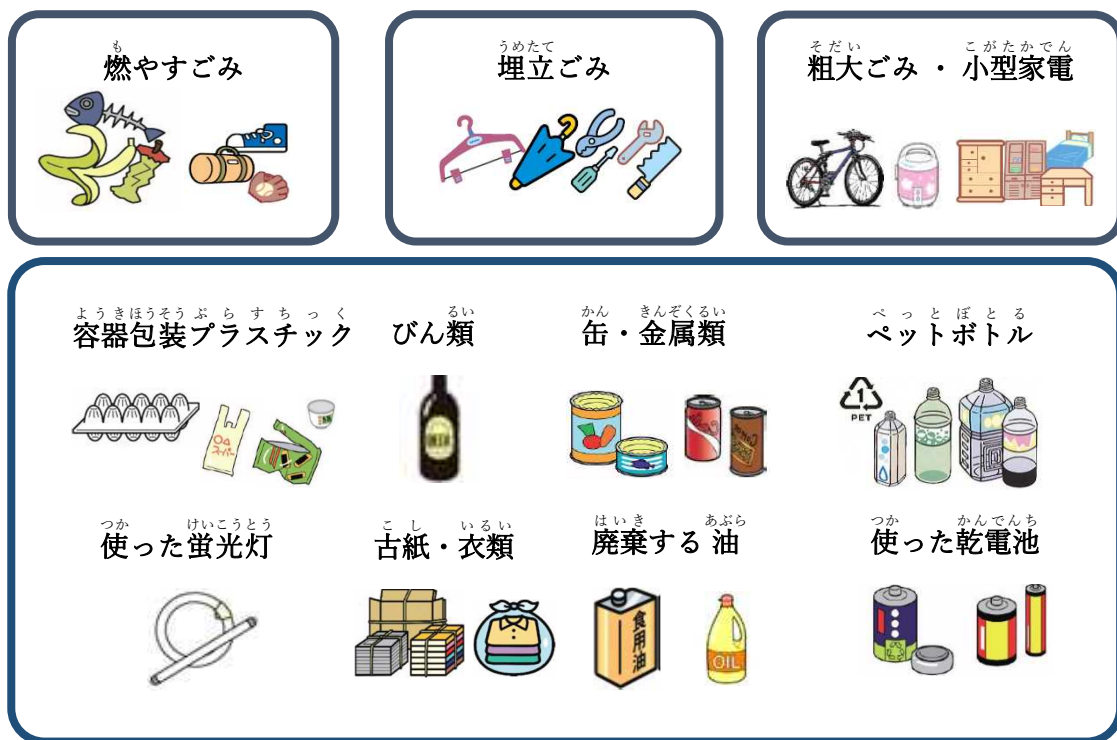 も
燃やすごみ
うめたて
埋立ごみ
そだい こがたかでん
粗大ごみ ・ 小型家電
ようきほうそうぷらすちっく
容器包装プラスチック
るい
びん類
かん きんぞくるい
缶・金属類
ぺっとぼとる
ペットボトル
○△
スーパー
1
PET
つか けいこうとう
使った蛍光灯
こし いるい
古紙・衣類
はいき あぶら
廃棄する 油
つか かんでんち
使った乾電池
食用油
OIL